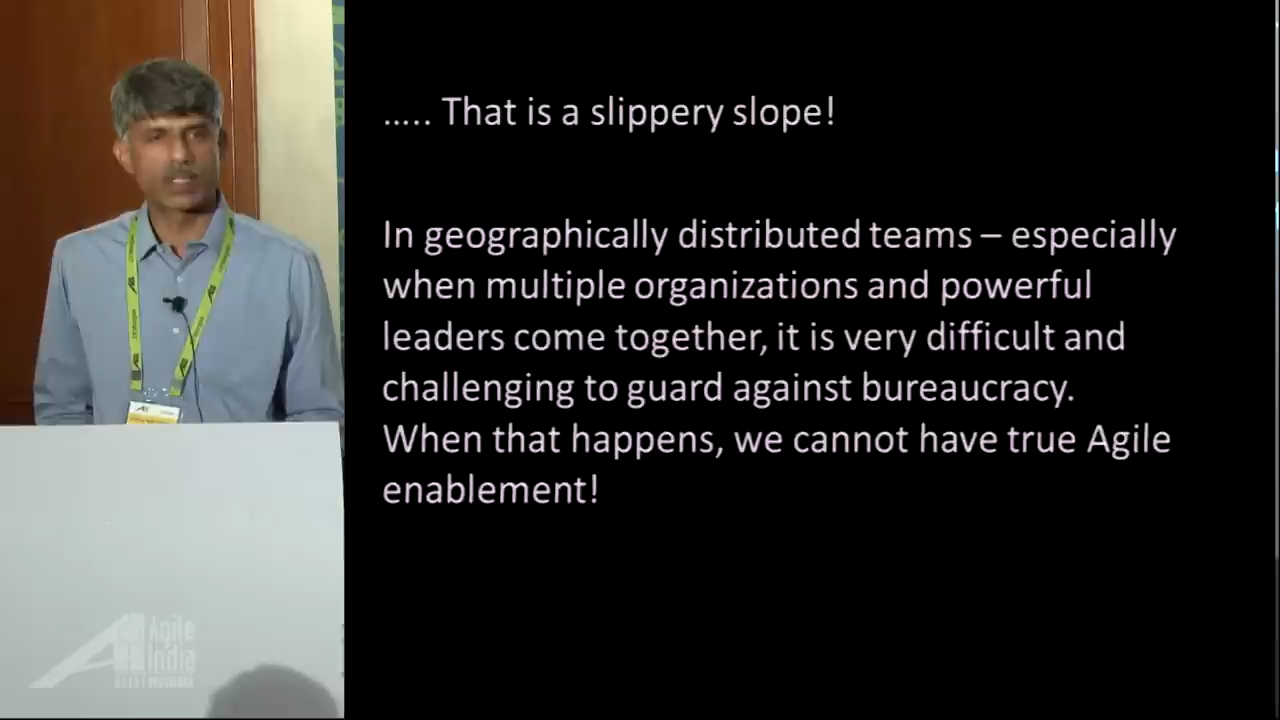 ..... That is a slippery slope!
In geographically distributed teams – especially
when multiple organizations and powerful
leaders come together, it is very difficult and
challenging to guard against bureaucracy.
When that happens, we cannot have true Agile
enablement!
Agile
India